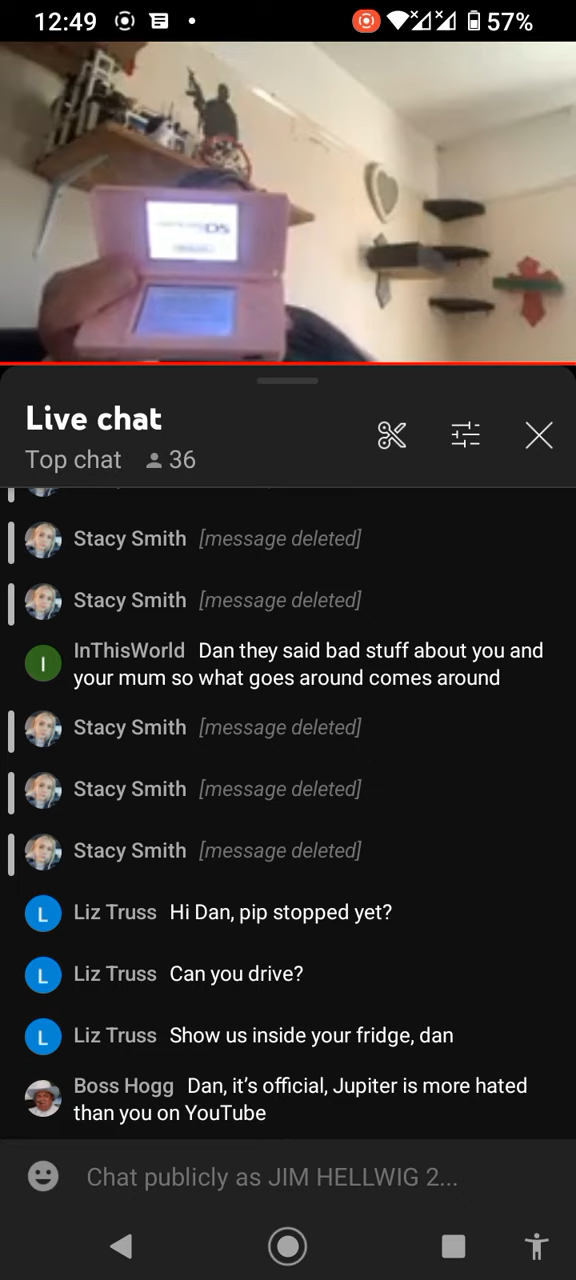 12:49
57%
DS
Live chat
Top chat 36
Stacy Smith [message deleted]
Stacy Smith [message deleted]
I InThisWorld Dan they said bad stuff about you and
your mum so what goes around comes around
Stacy Smith [message deleted]
Stacy Smith [message deleted]
Stacy Smith [message deleted]
L Liz Truss Hi Dan, pip stopped yet?
L Liz Truss Can you drive?
L Liz Truss Show us inside your fridge, dan
Boss Hogg Dan, it’s official, Jupiter is more hated
than you on YouTube
Chat publicly as JIM HELLWIG 2...